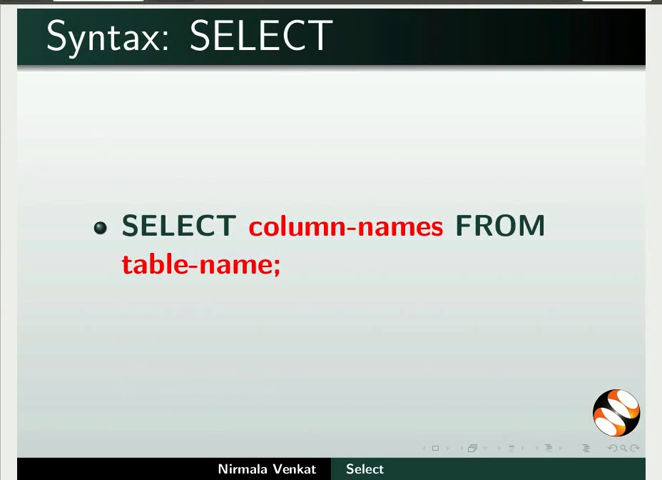 Syntax: SELECT
SELECT column-names FROM
table-name;
Nirmala Venkat
Select